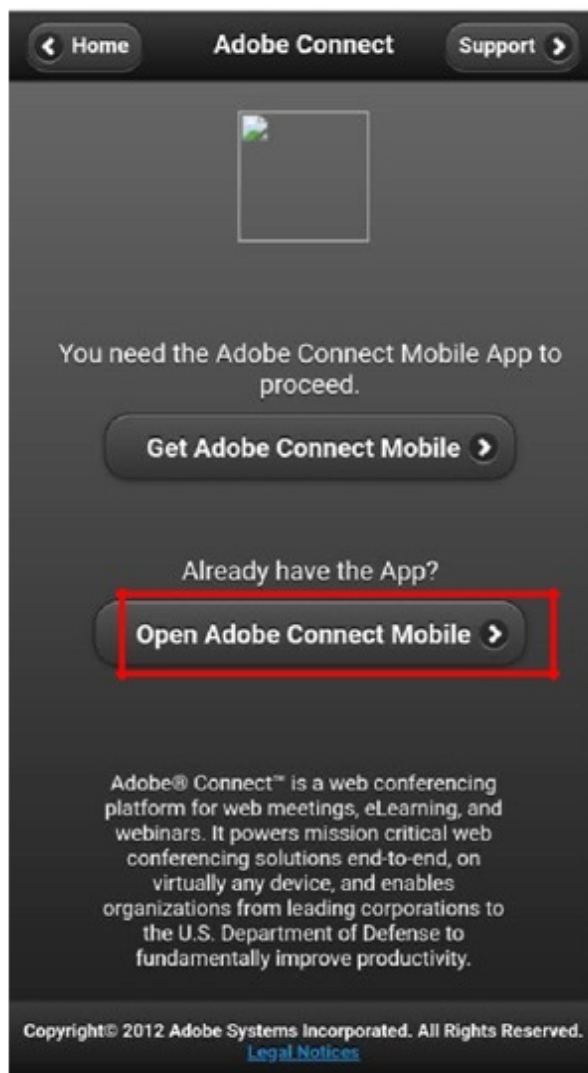 Home
Adobe Connect
Support
You need the Adobe Connect Mobile App to
proceed.
Get Adobe Connect Mobile
Already have the App?
Open Adobe Connect Mobile
Adobe® Connect™ is a web conferencing
platform for web meetings, eLearning, and
webinars. It powers mission critical web
conferencing solutions end-to-end, on
virtually any device, and enables
organizations from leading corporations to
the U.S. Department of Defense to
fundamentally improve productivity.
Copyright© 2012 Adobe Systems Incorporated. All Rights Reserved.
Legal Notices